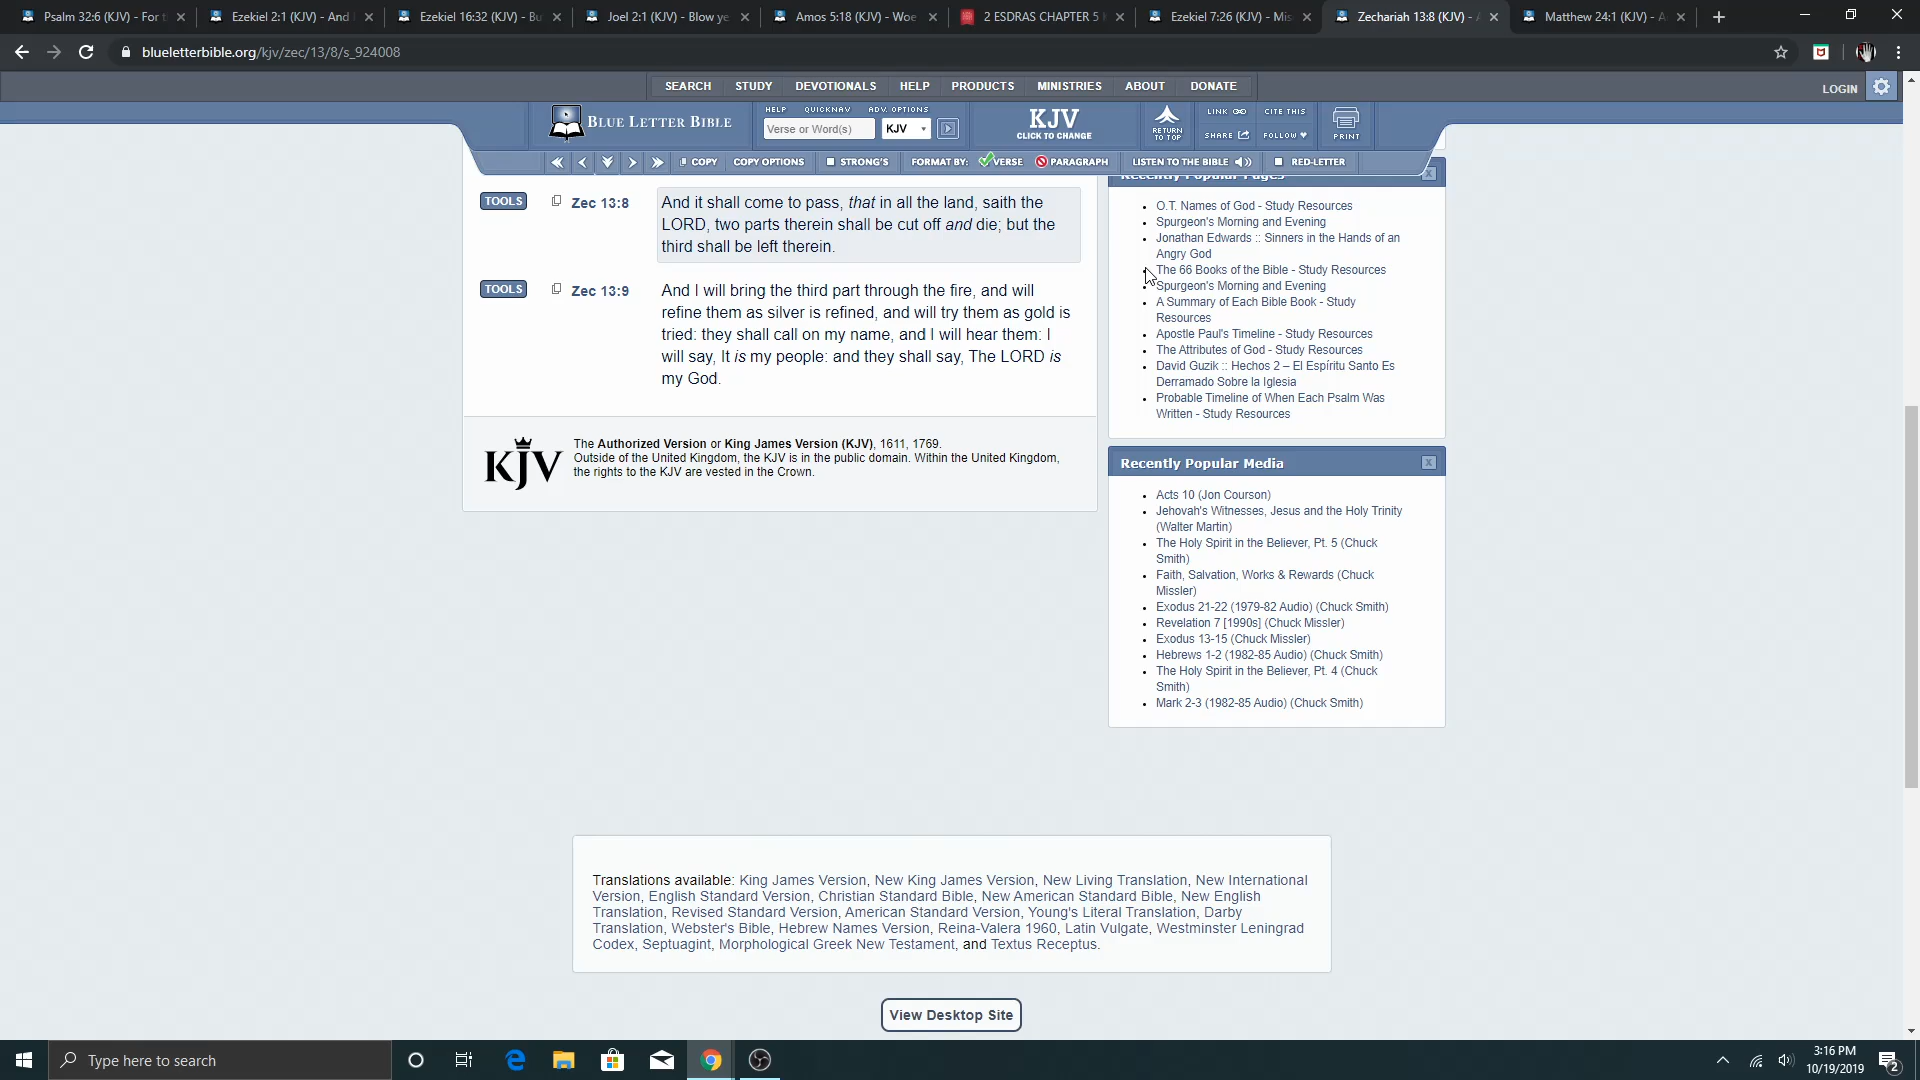 Psalm 32:6 (KJV) - For t
Ezekiel 2:1 (KJV) - And
Ezekiel 16:32 (KJV) - Bu
Joel 2:1 (KJV) - Blow ye
Amos 5:18 (KJV) - Woe
2 ESDRAS CHAPTER 5
Ezekiel 7:26 (KJV) - Mis
Zechariah 13:8 (KJV) - A
Matthew 24:1 (KJV) - A
blueletterbible.org/kjv/zec/13/8/s_924008
SEARCH STUDY DEVOTIONALS HELP PRODUCTS MINISTRIES ABOUT DONATE
LOGIN
BLUE LETTER BIBLE
HELP QUICKNAV ADV. OPTIONS
Verse or Word(s) KJV
KJV
CLICK TO CHANGE
RETURN
TO TOP
LINK CITE THIS
SHARE FOLLOW
PRINT
COPY COPY OPTIONS STRONG'S FORMAT BY: VERSE PARAGRAPH LISTEN TO THE BIBLE RED-LETTER
TOOLS Zec 13:8
And it shall come to pass, that in all the land, saith the
LORD, two parts therein shall be cut off and die; but the
third shall be left therein.
TOOLS Zec 13:9
And I will bring the third part through the fire, and will
refine them as silver is refined, and will try them as gold is
tried: they shall call on my name, and I will hear them: I
will say, It is my people: and they shall say, The LORD is
my God.
KJV
The Authorized Version or King James Version (KJV), 1611, 1769.
Outside of the United Kingdom, the KJV is in the public domain. Within the United Kingdom,
the rights to the KJV are vested in the Crown.
Recently Popular Pages
O.T. Names of God - Study Resources
Spurgeon's Morning and Evening
Jonathan Edwards :: Sinners in the Hands of an
Angry God
The 66 Books of the Bible - Study Resources
Spurgeon's Morning and Evening
A Summary of Each Bible Book - Study
Resources
Apostle Paul's Timeline - Study Resources
The Attributes of God - Study Resources
David Guzik :: Hechos 2 – El Espíritu Santo Es
Derramado Sobre la Iglesia
Probable Timeline of When Each Psalm Was
Written - Study Resources
Recently Popular Media
Acts 10 (Jon Courson)
Jehovah's Witnesses, Jesus and the Holy Trinity
(Walter Martin)
The Holy Spirit in the Believer, Pt. 5 (Chuck
Smith)
Faith, Salvation, Works & Rewards (Chuck
Missler)
Exodus 21-22 (1979-82 Audio) (Chuck Smith)
Revelation 7 [1990s] (Chuck Missler)
Exodus 13-15 (Chuck Missler)
Hebrews 1-2 (1982-85 Audio) (Chuck Smith)
The Holy Spirit in the Believer, Pt. 4 (Chuck
Smith)
Mark 2-3 (1982-85 Audio) (Chuck Smith)
Translations available: King James Version, New King James Version, New Living Translation, New International
Version, English Standard Version, Christian Standard Bible, New American Standard Bible, New English
Translation, Revised Standard Version, American Standard Version, Young's Literal Translation, Darby
Translation, Webster's Bible, Hebrew Names Version, Reina-Valera 1960, Latin Vulgate, Westminster Leningrad
Codex, Septuagint, Morphological Greek New Testament, and Textus Receptus.
View Desktop Site
Type here to search
3:16 PM
10/19/2019
2